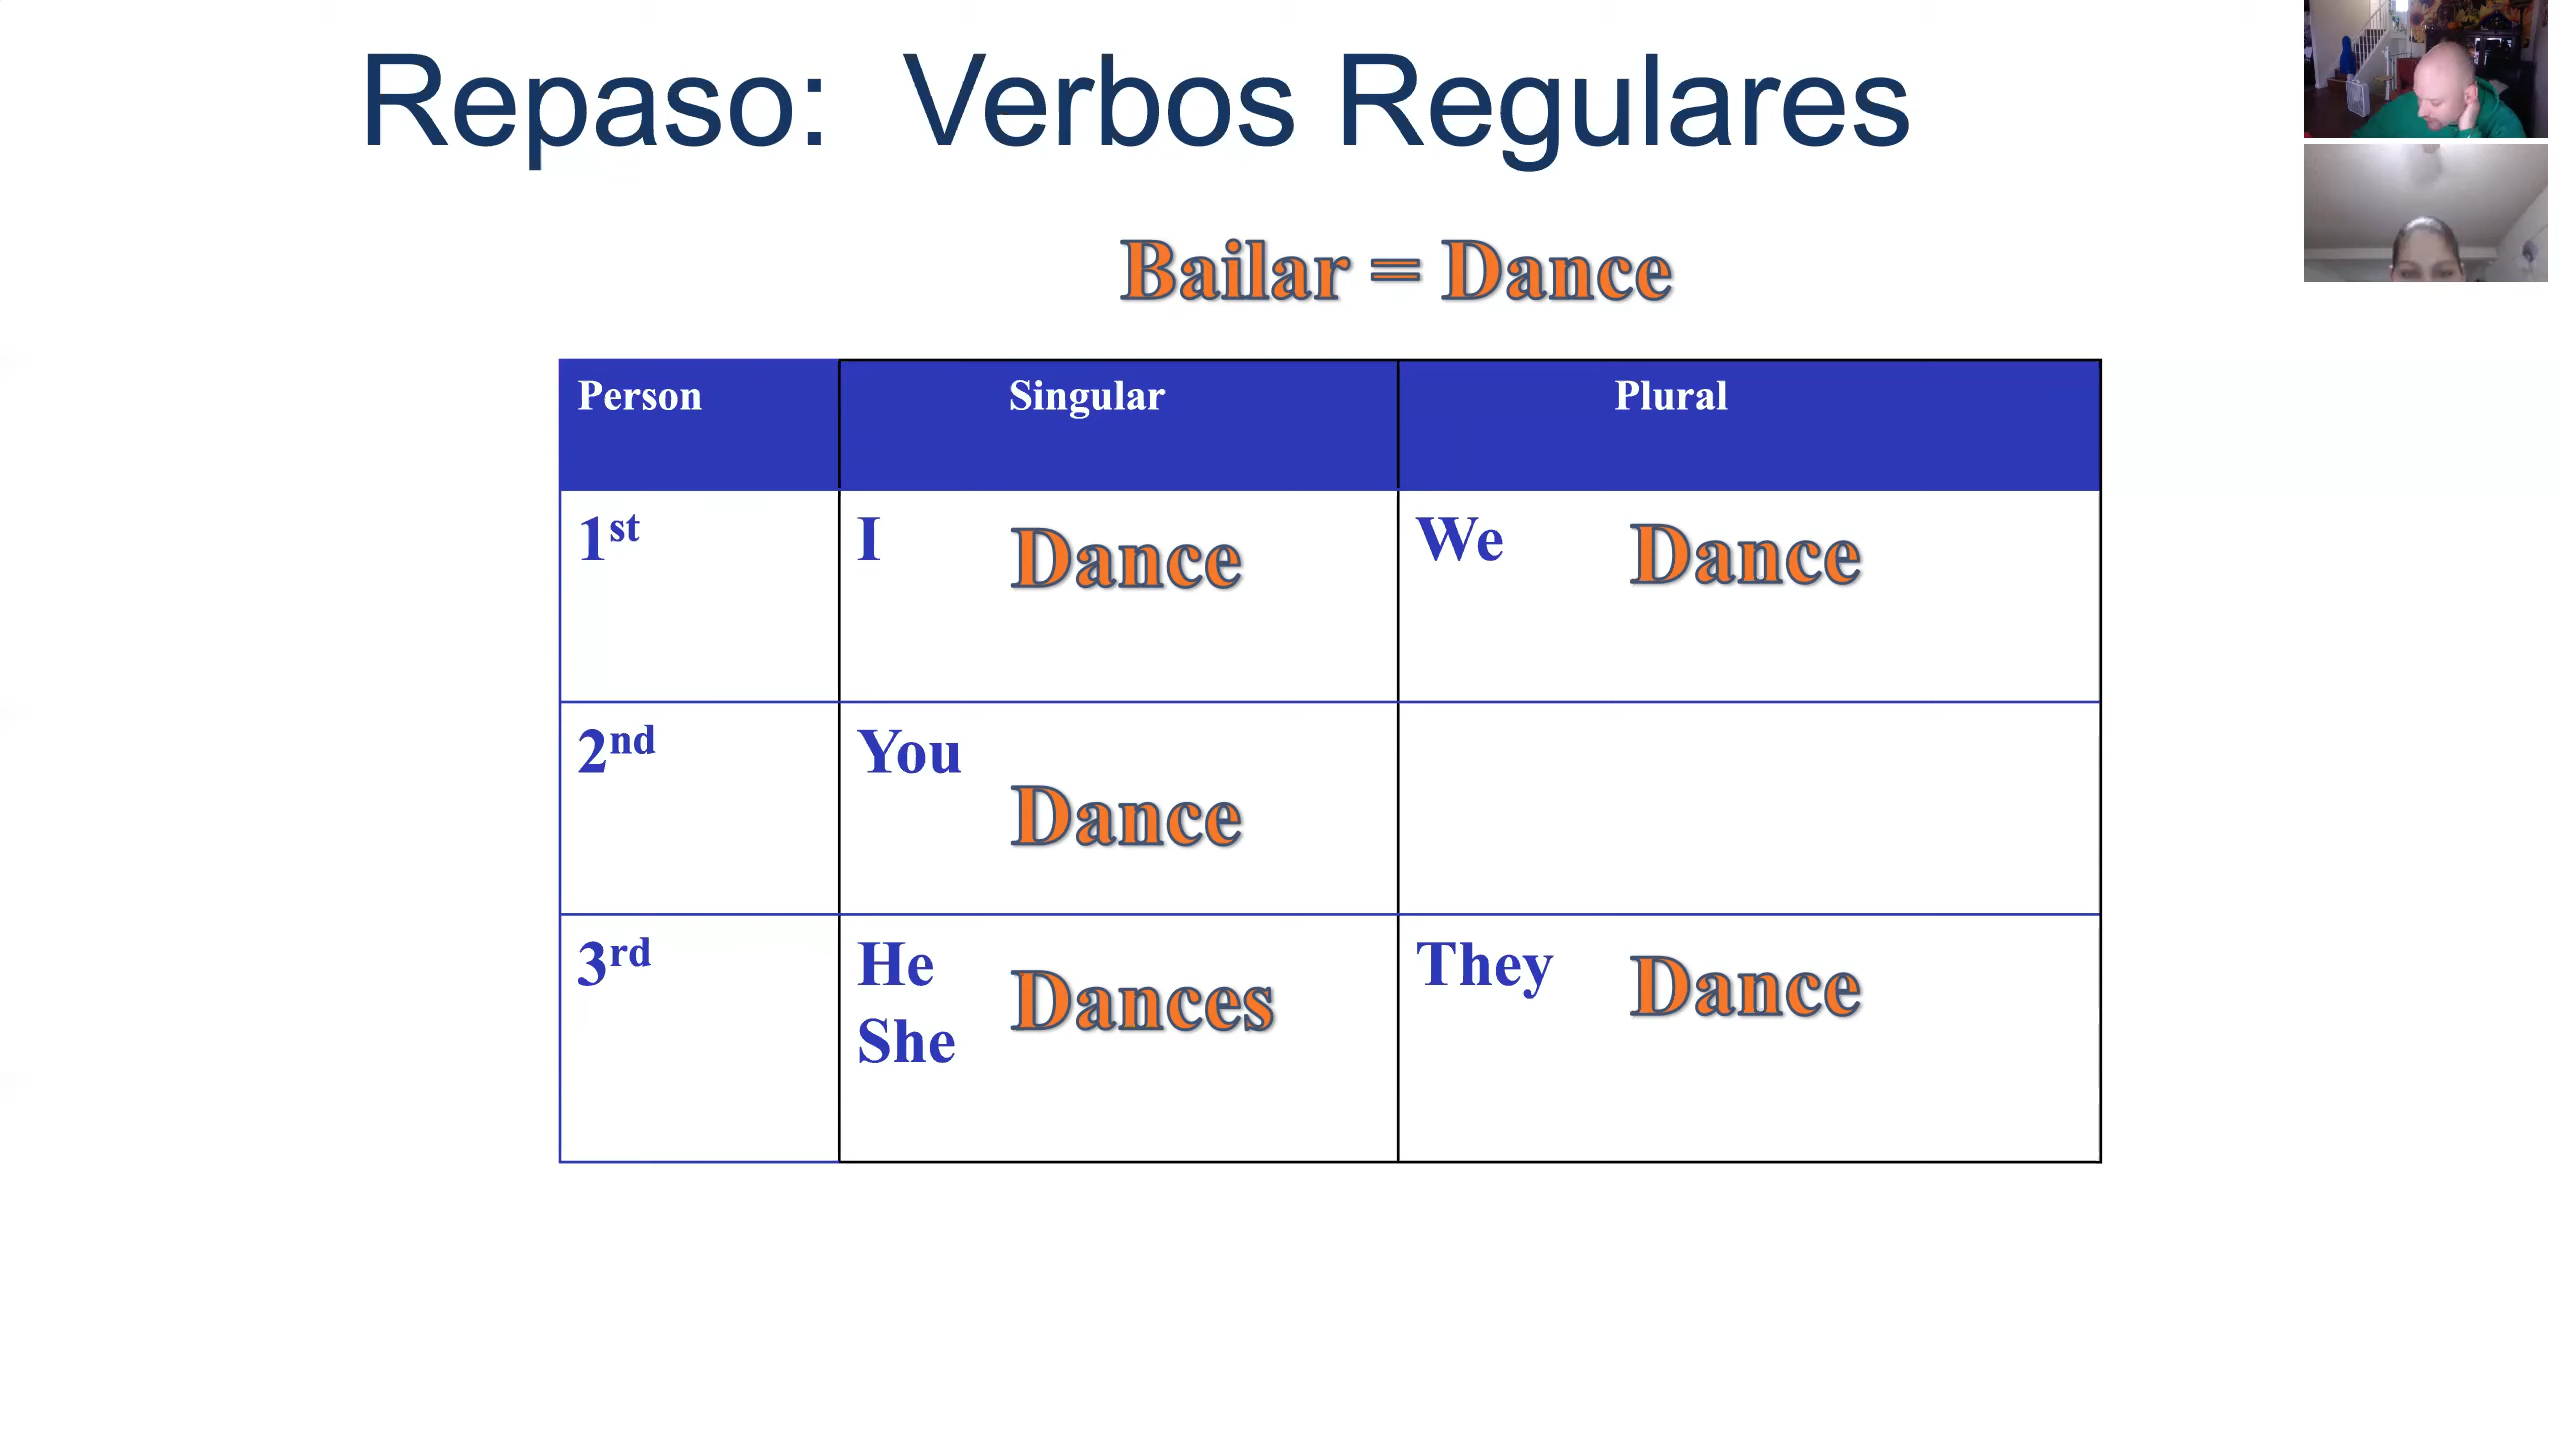 Repaso: Verbos Regulares
Bailar = Dance
Person Singular Plural
1st I Dance We Dance
2nd You
Dance
3rd He Dances They Dance
She